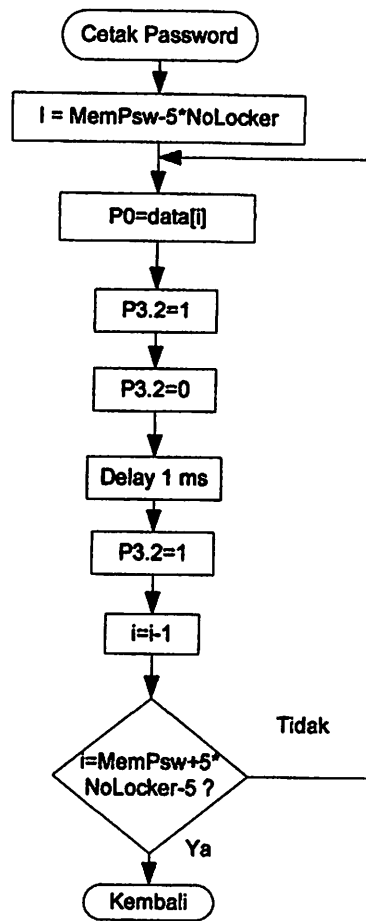 Cetak Password
I = MemPsw-5*NoLocker
P0=data[i]
P3.2=1
P3.2=0
Delay 1 ms
P3.2=1
i=i-1
i=MemPsw+5*
NoLocker-5 ?
Tidak
Ya
Kembali